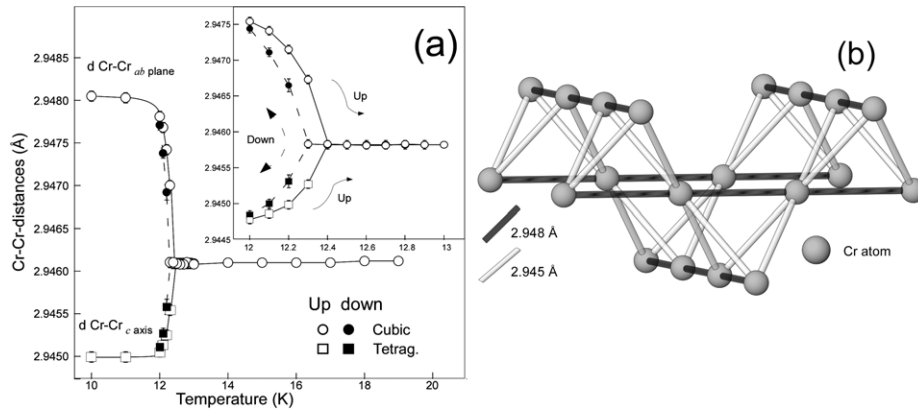 (a)
d Cr-Cr ab plane
Cr-Cr-distances (Å)
2.9485
2.9480
2.9475
2.9470
2.9465
2.9460
2.9455
2.9450
d Cr-Cr c axis
10
12
14
16
18
20
Temperature (K)
Up down
Cubic
Tetrag.
2.9475
2.9470
2.9465
2.9460
2.9455
2.9450
2.9445
12
12.2
12.4
12.6
12.8
13
Up
Down
Up
(b)
2.948 Å
2.945 Å
Cr atom